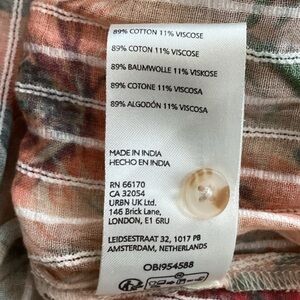 89% COTTON 11% VISCOSE
89% COTON 11% VISCOSE
89% BAUMWOLLE 11% VISKOSE
89% COTONE 11% VISCOSA
89% ALGODÓN 11% VISCOSA
MADE IN INDIA
HECHO EN INDIA
RN 66170
CA 32054
URBN UK Ltd.
146 Brick Lane,
LONDON, E1 6RU
LEIDSESTRAAT 32, 1017 PB
AMSTERDAM, NETHERLANDS
OBI954588